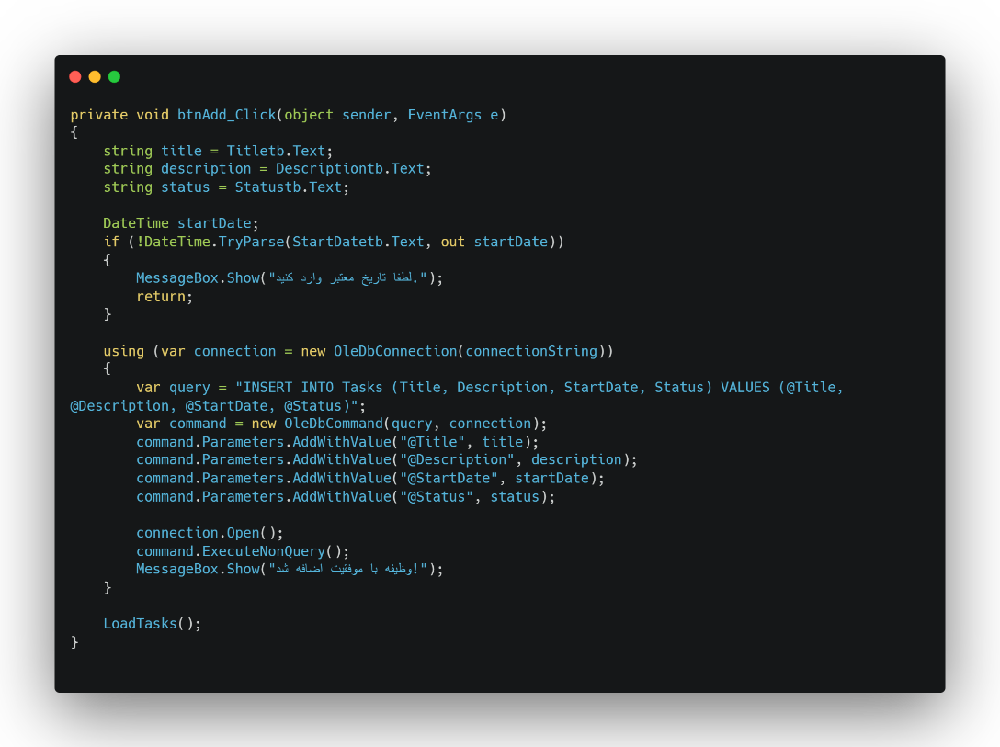 private void btnAdd_Click(object sender, EventArgs e)
{
    string title = Titletb.Text;
    string description = Descriptiontb.Text;
    string status = Statustb.Text;

    DateTime startDate;
    if (!DateTime.TryParse(StartDatetb.Text, out startDate))
    {
        MessageBox.Show("لطفا تاریخ معتبر وارد کنید.");
        return;
    }

    using (var connection = new OleDbConnection(connectionString))
    {
        var query = "INSERT INTO Tasks (Title, Description, StartDate, Status) VALUES (@Title,
@Description, @StartDate, @Status)";
        var command = new OleDbCommand(query, connection);
        command.Parameters.AddWithValue("@Title", title);
        command.Parameters.AddWithValue("@Description", description);
        command.Parameters.AddWithValue("@StartDate", startDate);
        command.Parameters.AddWithValue("@Status", status);

        connection.Open();
        command.ExecuteNonQuery();
        MessageBox.Show("وظیفه با موفقیت اضافه شد!");
    }

    LoadTasks();
}